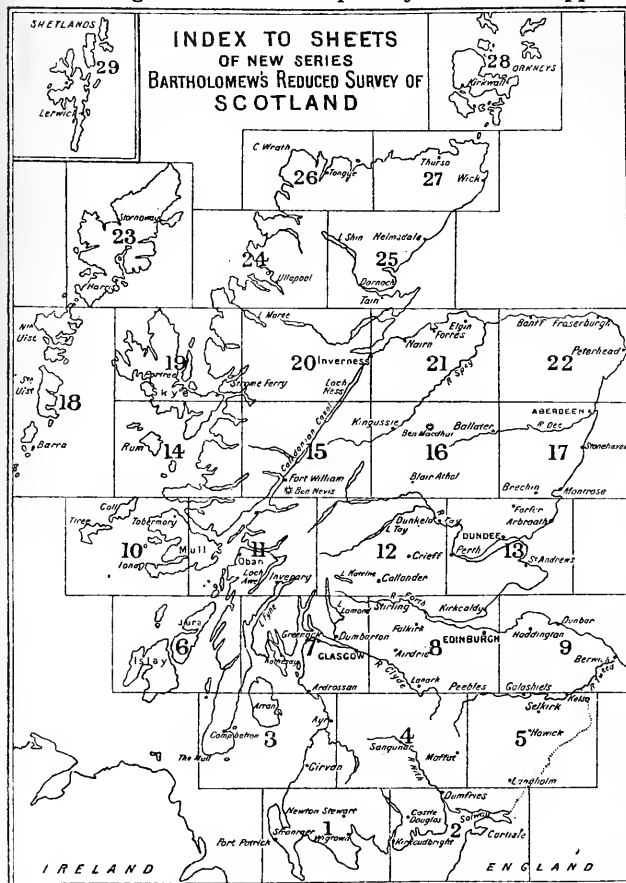 SHETLANDS
29
Lerwick
INDEX TO SHEETS
OF NEW SERIES
BARTHOLOMEW'S REDUCED SURVEY OF
SCOTLAND
28
ORKNEYS
Kirkwall
C Wrath
26
Tongue
Thurso
27
Wick
Stornoway
23
Harris
24
Ullapool
L Shin
Helmsdale
25
Dornoch
Tain
L Maree
Nth
Uist
Sth
Uist
18
Barra
19
Portree
Skye
Strome Ferry
20
Inverness
Loch
Ness
Elgin
Forres
Nairn
21
R Spey
Banff
Fraserburgh
Peterhead
22
14
Rum
Caledonian Canal
15
Fort William
Ben Nevis
Kingussie
Ben Macdhui
Ballater
16
Blair Athol
ABERDEEN
R Dee
17
Stonehaven
Brechin
Montrose
Coll
Tiree
Tobermory
10
Iona
Mull
11
Oban
Loch
Awe
Inverary
Dunkeld
R Tay
L Tay
12
Crieff
L Katrine
Callander
Forfar
Arbroath
DUNDEE
Perth
13
St Andrews
Jura
6
Islay
L Fyne
L
Lomond
Greenock
7
Dumbarton
Rothesay
GLASGOW
Ardrossan
R Forth
Stirling
Kirkcaldy
Falkirk
8
EDINBURGH
Airdrie
R Clyde
Lanark
Peebles
Dunbar
Haddington
9
Berwick
R Tweed
Galashiels
Kelso
Arran
3
Campbelton
The Mull
Ayr
Girvan
4
Sanquhar
R Nith
Moffat
Selkirk
5
Hawick
Langholm
Newton Stewart
1
Stranraer
Wigtown
Port Patrick
Dumfries
Castle
Douglas
2
Solway
Kirkcudbright
Carlisle
IRELAND
ENGLAND